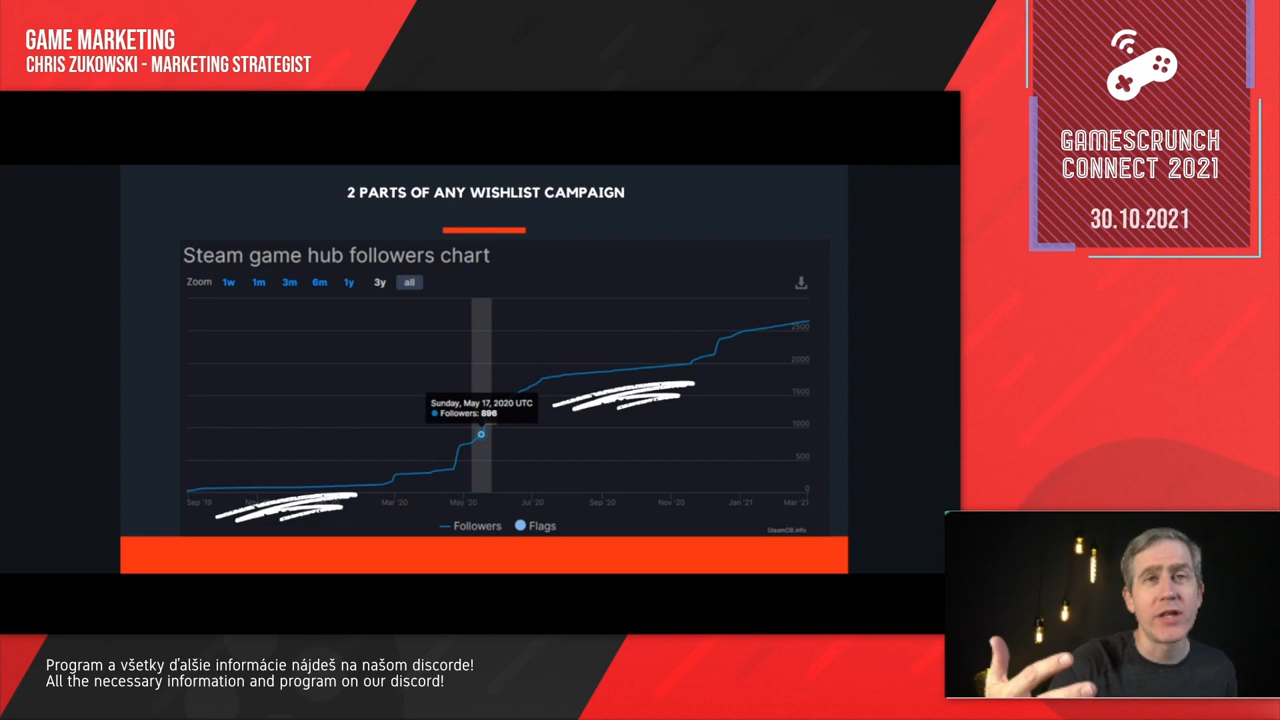 GAME MARKETING
CHRIS ZUKOWSKI - MARKETING STRATEGIST
GAMESCRUNCH
CONNECT 2021
30.10.2021
2 PARTS OF ANY WISHLIST CAMPAIGN
Steam game hub followers chart
Zoom 1w 1m 3m 6m 1y 3y all
2500
2000
1500
Sunday, May 17, 2020 UTC
Followers: 896
1000
500
0
Sep '19 Mar '20 May '20 Jul '20 Sep '20 Nov '20 Jan '21 Mar '21
Followers Flags
SteamDB.info
Program a všetky ďalšie informácie nájdeš na našom discorde!
All the necessary information and program on our discord!